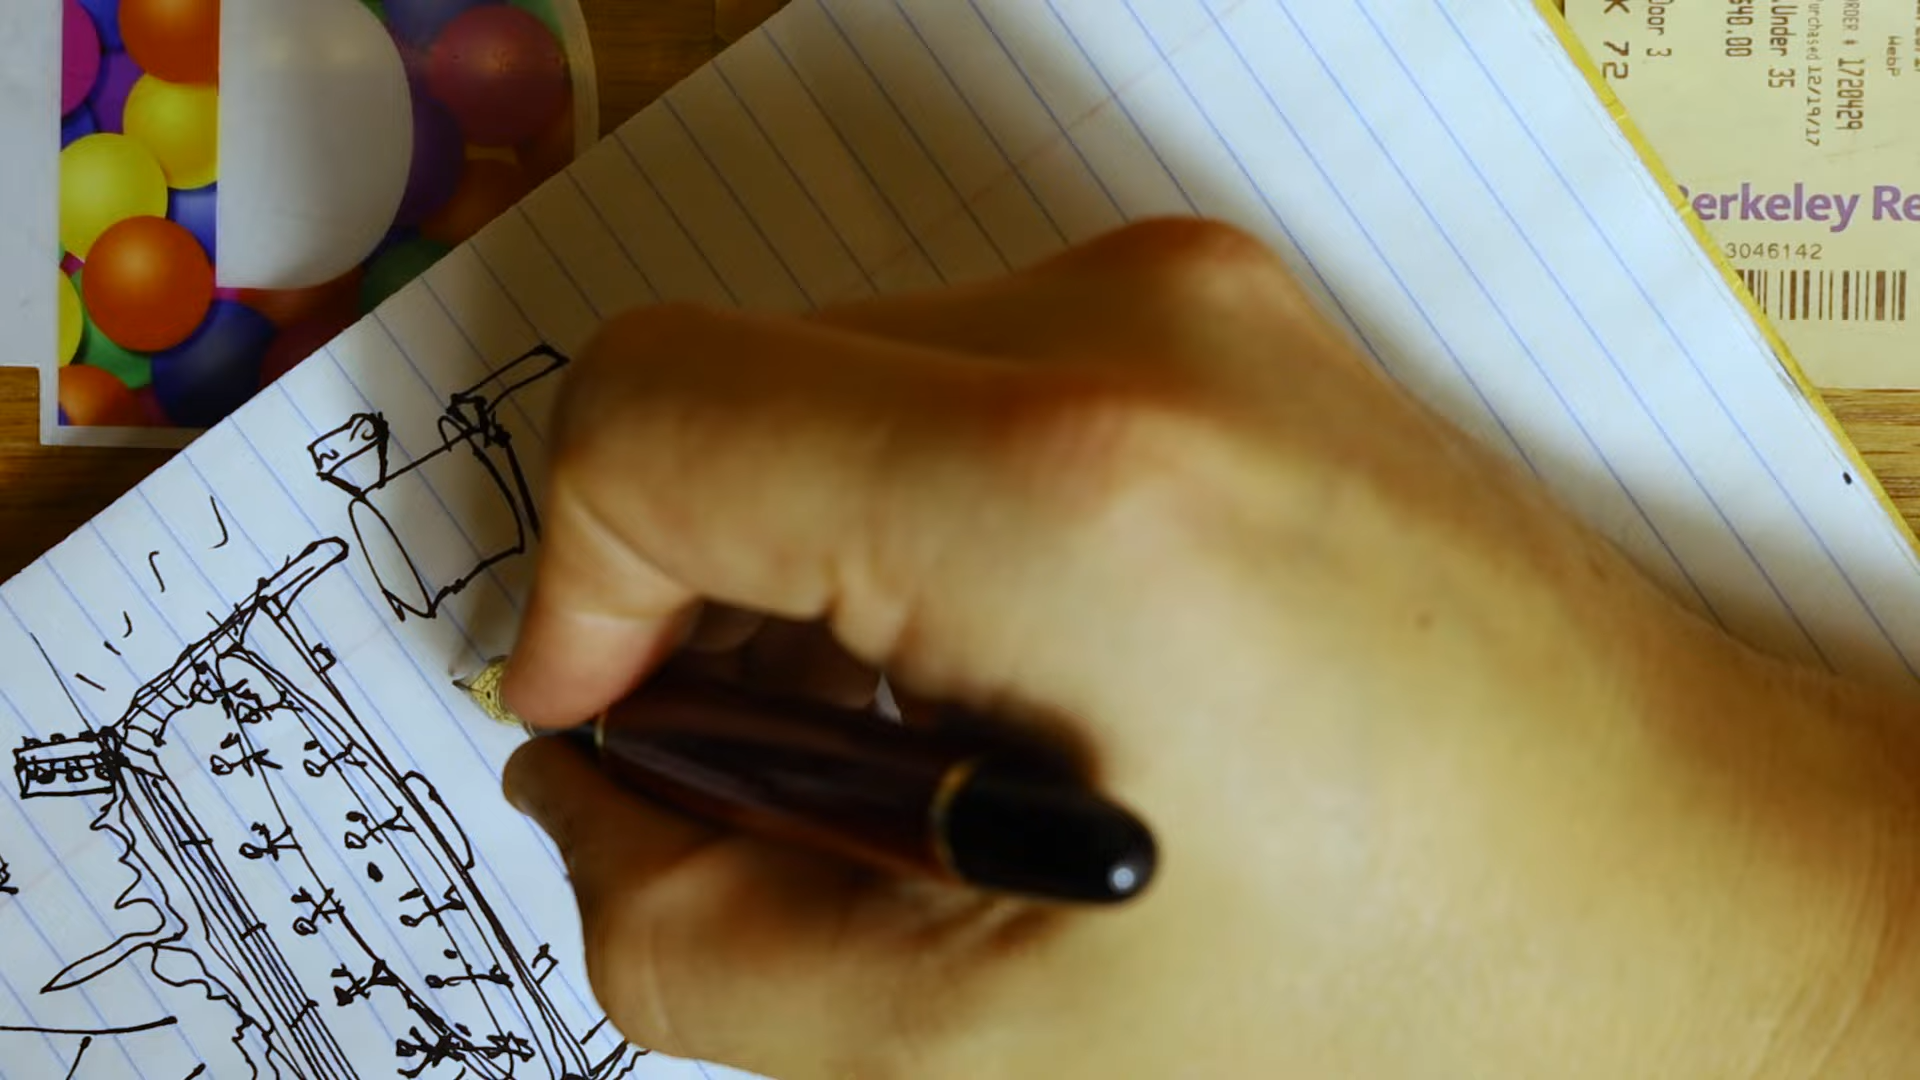 Door 3
K 72
$40.00
Under 35
Purchased 12/19/17
ORDER # 1720429
WebP
Berkeley Re
3046142